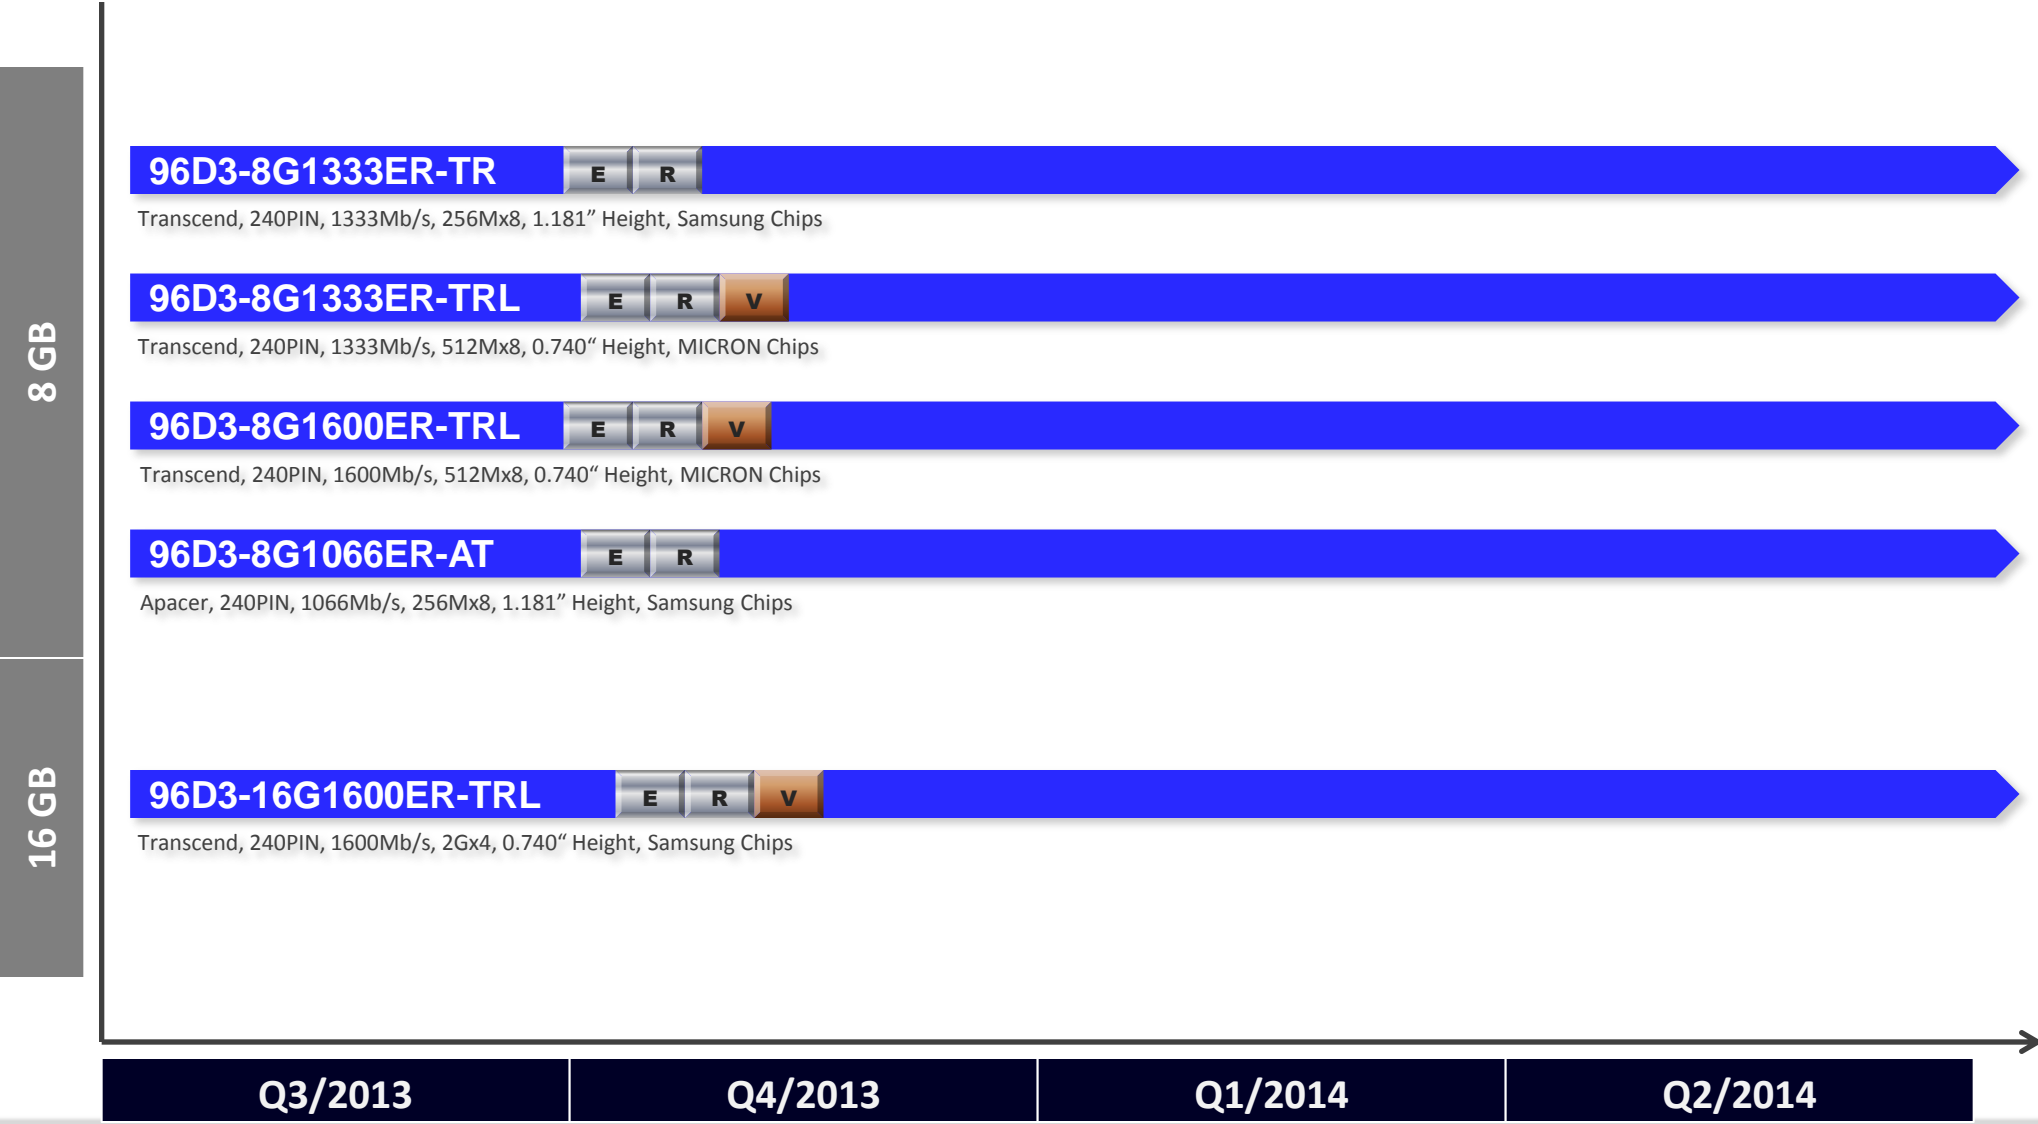 8 GB
96D3-8G1333ER-TR E R
Transcend, 240PIN, 1333Mb/s, 256Mx8, 1.181” Height, Samsung Chips
96D3-8G1333ER-TRL E R V
Transcend, 240PIN, 1333Mb/s, 512Mx8, 0.740“ Height, MICRON Chips
96D3-8G1600ER-TRL E R V
Transcend, 240PIN, 1600Mb/s, 512Mx8, 0.740“ Height, MICRON Chips
96D3-8G1066ER-AT E R
Apacer, 240PIN, 1066Mb/s, 256Mx8, 1.181” Height, Samsung Chips
16 GB
96D3-16G1600ER-TRL E R V
Transcend, 240PIN, 1600Mb/s, 2Gx4, 0.740“ Height, Samsung Chips
Q3/2013 Q4/2013 Q1/2014 Q2/2014